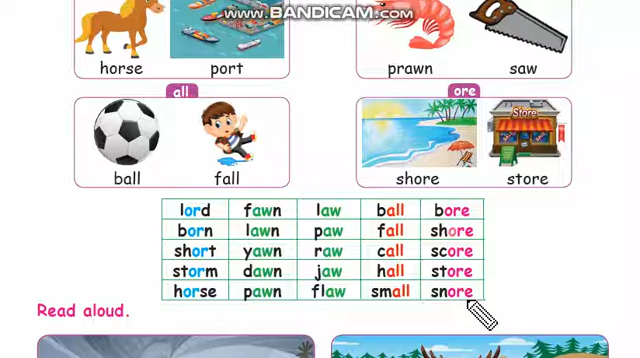 www.BANDICAM.com
horse port prawn saw
all ore
Store
ball fall shore store
lord fawn law ball bore
born lawn paw fall shore
short yawn raw call score
storm dawn jaw hall store
horse pawn flaw small snore
Read aloud.